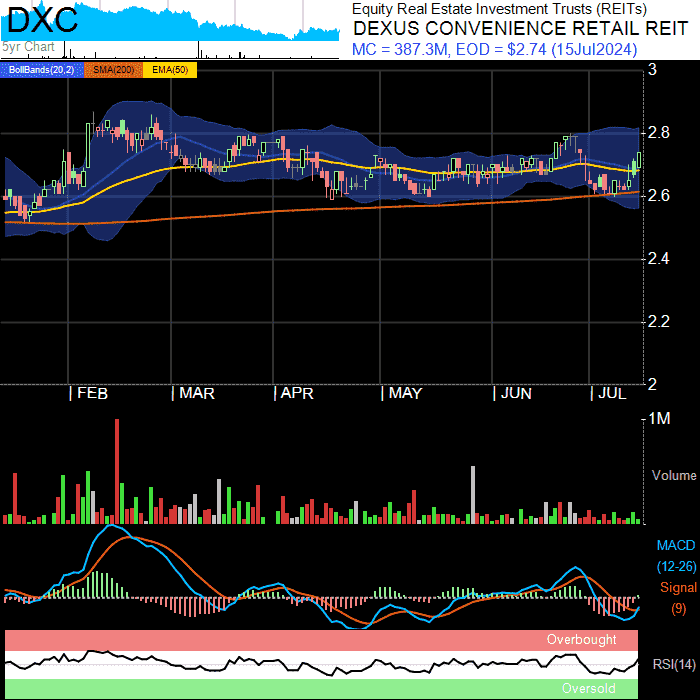 DXC
5yr Chart
Equity Real Estate Investment Trusts (REITs)
DEXUS CONVENIENCE RETAIL REIT
MC = 387.3M, EOD = $2.74 (15Jul2024)
BollBands(20,2) SMA(200) EMA(50)
3
2.8
2.6
2.4
2.2
2
| FEB | MAR | APR | MAY | JUN | JUL
1M
Volume
MACD
(12-26)
Signal
(9)
Overbought
RSI(14)
Oversold